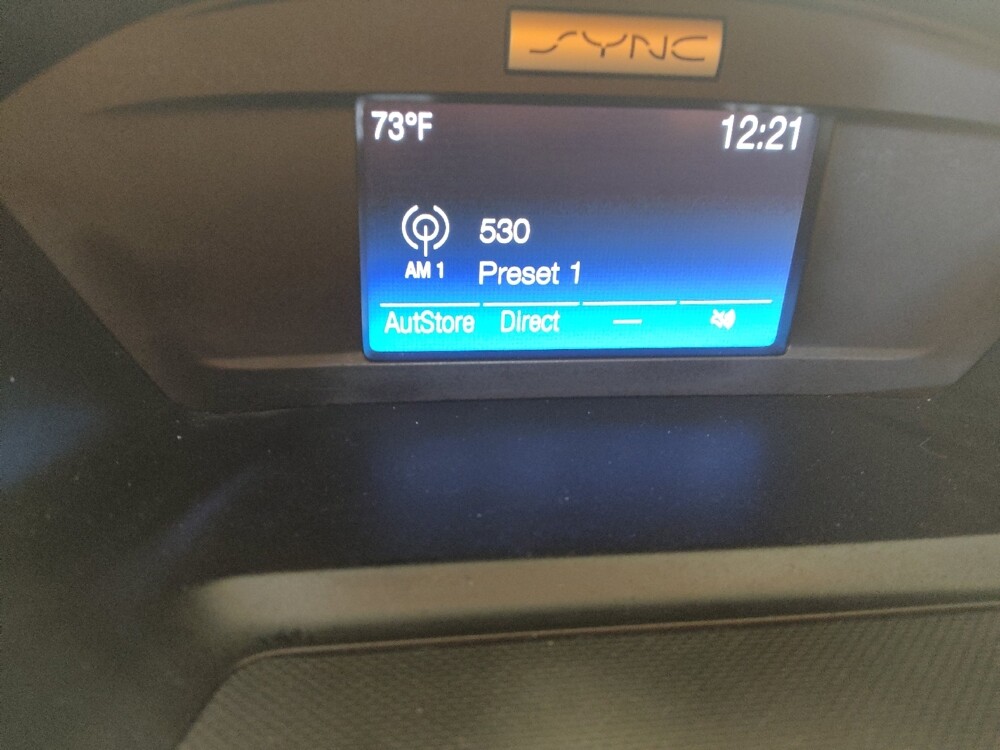 SYNC
73°F 12:21
530
AM 1 Preset 1
AutStore Direct —